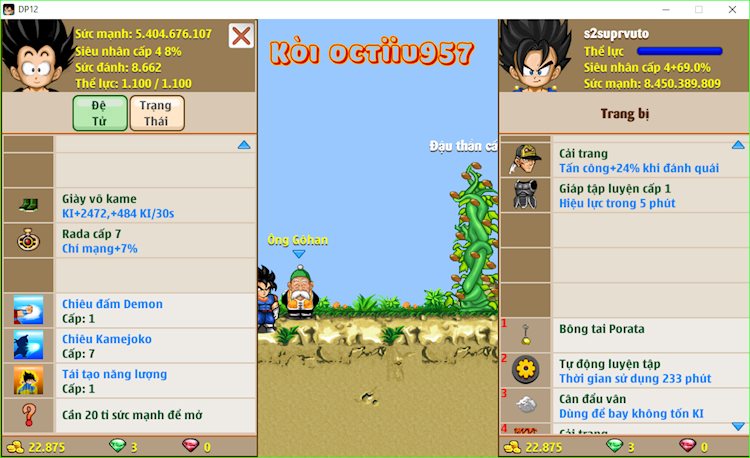 DP12
Sức mạnh: 5.404.676.107
Siêu nhân cấp 4 8%
Sức đánh: 8.662
Thể lực: 1.100 / 1.100
Đệ
Tử
Trạng
Thái
Giày vô kame
KI+2472,+484 KI/30s
Rada cấp 7
Chí mạng+7%
Chiêu đấm Demon
Cấp: 1
Chiêu Kamejoko
Cấp: 7
Tái tạo năng lượng
Cấp: 1
Cần 20 tỉ sức mạnh để mở
22.875
3
0
KÒI OCTIIU957
Đậu thần cấ
Ông Gôhan
s2suprvuto
Thể lực
Siêu nhân cấp 4+69.0%
Sức mạnh: 8.450.389.809
Trang bị
Cải trang
Tấn công+24% khi đánh quái
Giáp tập luyện cấp 1
Hiệu lực trong 5 phút
1
Bông tai Porata
2
Tự động luyện tập
Thời gian sử dụng 233 phút
3
Cân đẩu vân
Dùng để bay không tốn KI
4
Cải trang
22.875
3
0